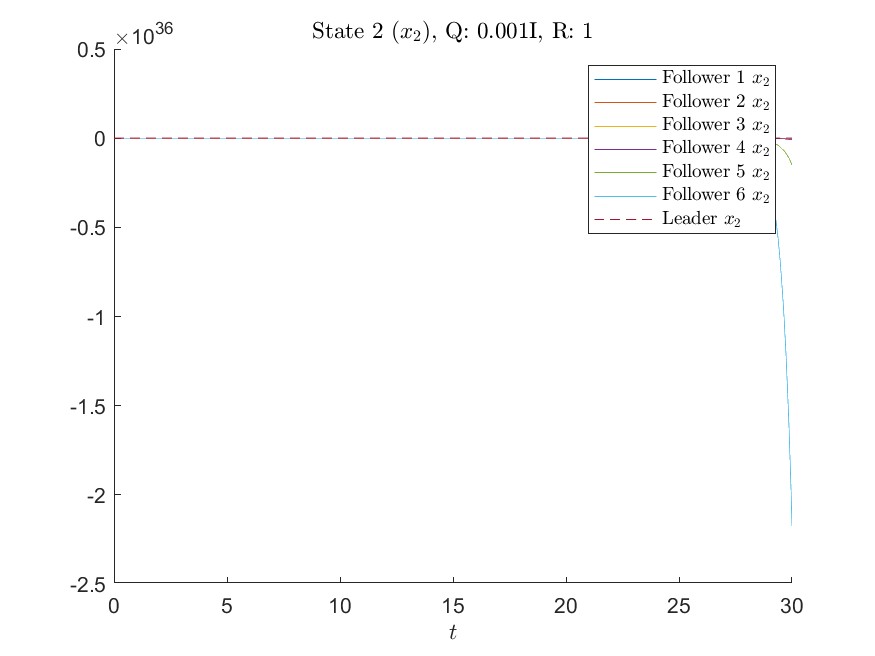 ×10^36
State 2 (x₂), Q: 0.001I, R: 1
0.5
0
-0.5
-1
-1.5
-2
-2.5
Follower 1 x₂
Follower 2 x₂
Follower 3 x₂
Follower 4 x₂
Follower 5 x₂
Follower 6 x₂
Leader x₂
0 5 10 15 20 25 30
t